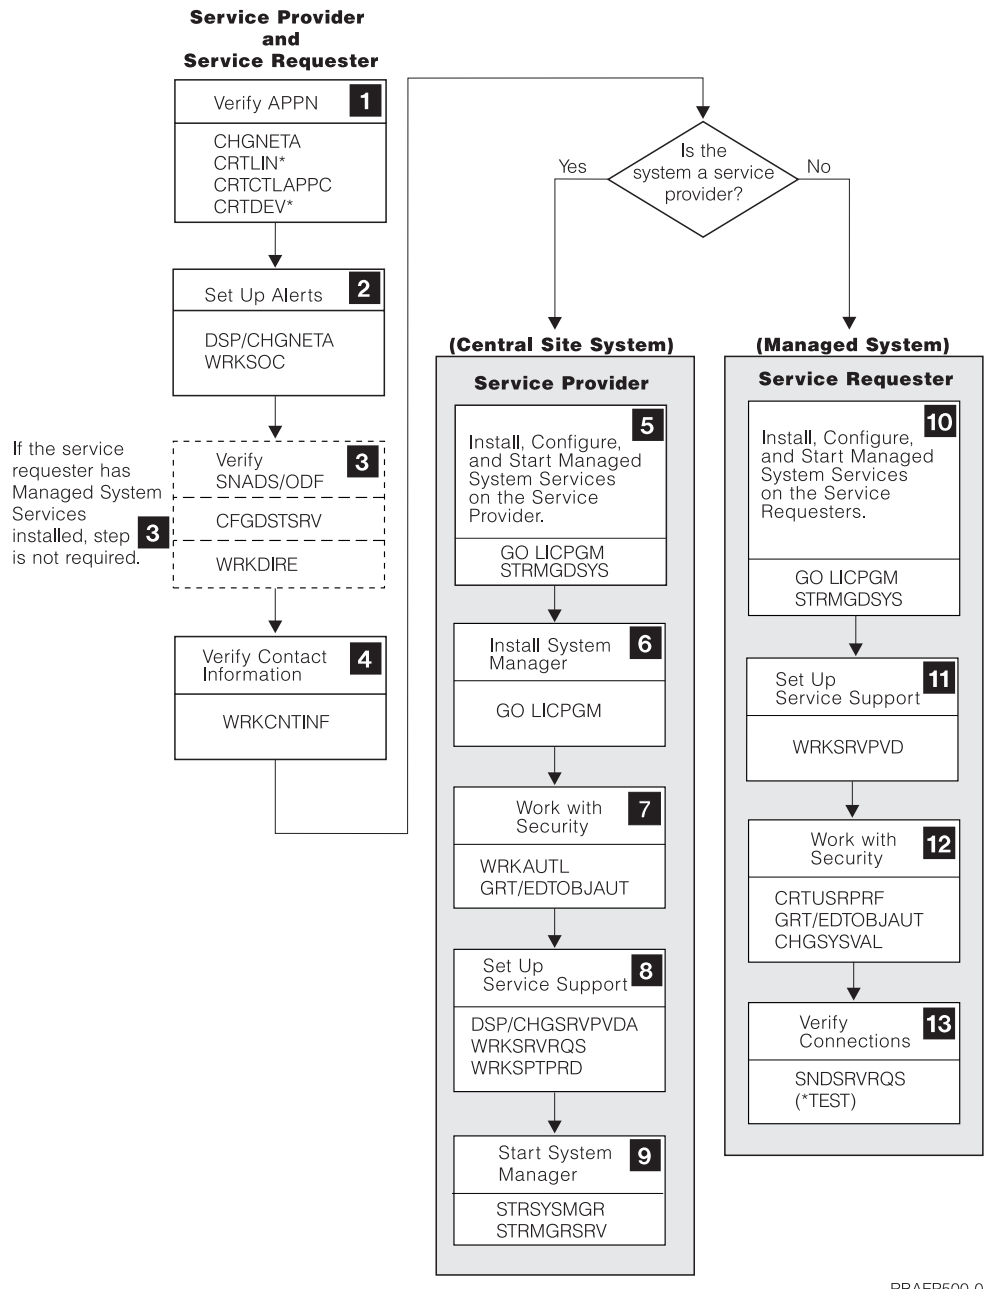 Service Provider
and
Service Requester
Verify APPN
1
CHGNETA
CRTLIN*
CRTCTLAPPC
CRTDEV*
Set Up Alerts
2
DSP/CHGNETA
WRKSOC
If the service
requester has
Managed System
Services
installed, step 3
is not required.
Verify
SNADS/ODF
3
CFGDSTSRV
WRKDIRE
Verify Contact
Information
4
WRKCNTINF
Is the
system a service
provider?
Yes
No
(Central Site System)
Service Provider
5
Install, Configure,
and Start Managed
System Services
on the Service
Provider.
GO LICPGM
STRMGDSYS
6
Install System
Manager
GO LICPGM
7
Work with
Security
WRKAUTL
GRT/EDTOBJAUT
8
Set Up
Service Support
DSP/CHGSRVPVDA
WRKSRVRQS
WRKSPTPRD
9
Start System
Manager
STRSYSMGR
STRMGRSRV
(Managed System)
Service Requester
10
Install, Configure,
and Start Managed
System Services
on the Service
Requesters.
GO LICPGM
STRMGDSYS
11
Set Up
Service Support
WRKSRVPVD
12
Work with
Security
CRTUSRPRF
GRT/EDTOBJAUT
CHGSYSVAL
13
Verify
Connections
SNDSRVRQS
(*TEST)